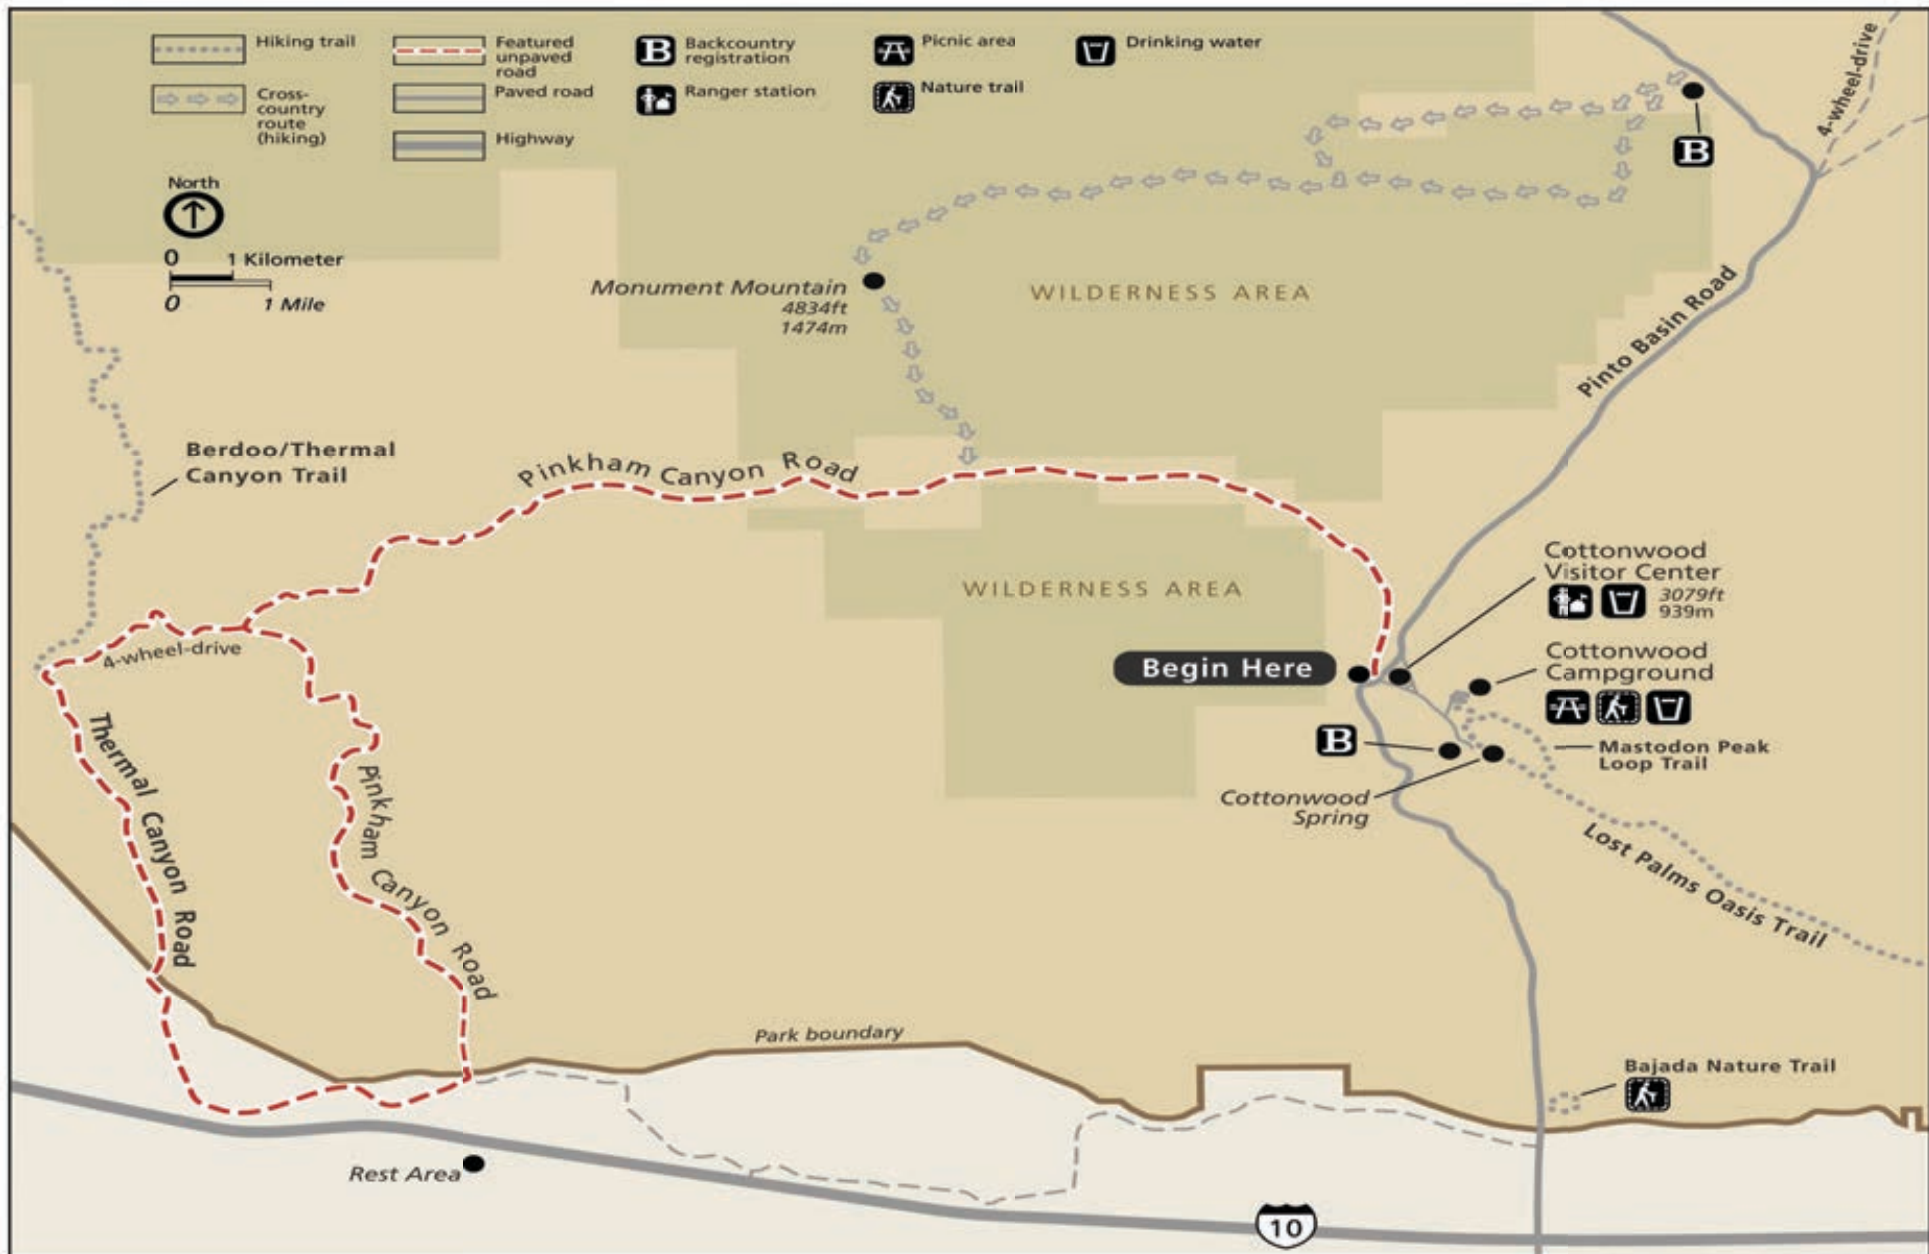 Hiking trail
Cross-
country
route
(hiking)
Featured
unpaved
road
Paved road
Highway
B
Backcountry
registration
Ranger station
Picnic area
Nature trail
Drinking water
North
0 1 Kilometer
0 1 Mile
4-wheel-drive
B
Monument Mountain
4834ft
1474m
WILDERNESS AREA
Pinto Basin Road
Berdoo/Thermal
Canyon Trail
Pinkham Canyon Road
WILDERNESS AREA
Cottonwood
Visitor Center
3079ft
939m
4-wheel-drive
Begin Here
Cottonwood
Campground
B
Mastodon Peak
Loop Trail
Cottonwood
Spring
Thermal Canyon Road
Pinkham Canyon Road
Lost Palms Oasis Trail
Park boundary
Bajada Nature Trail
Rest Area
10